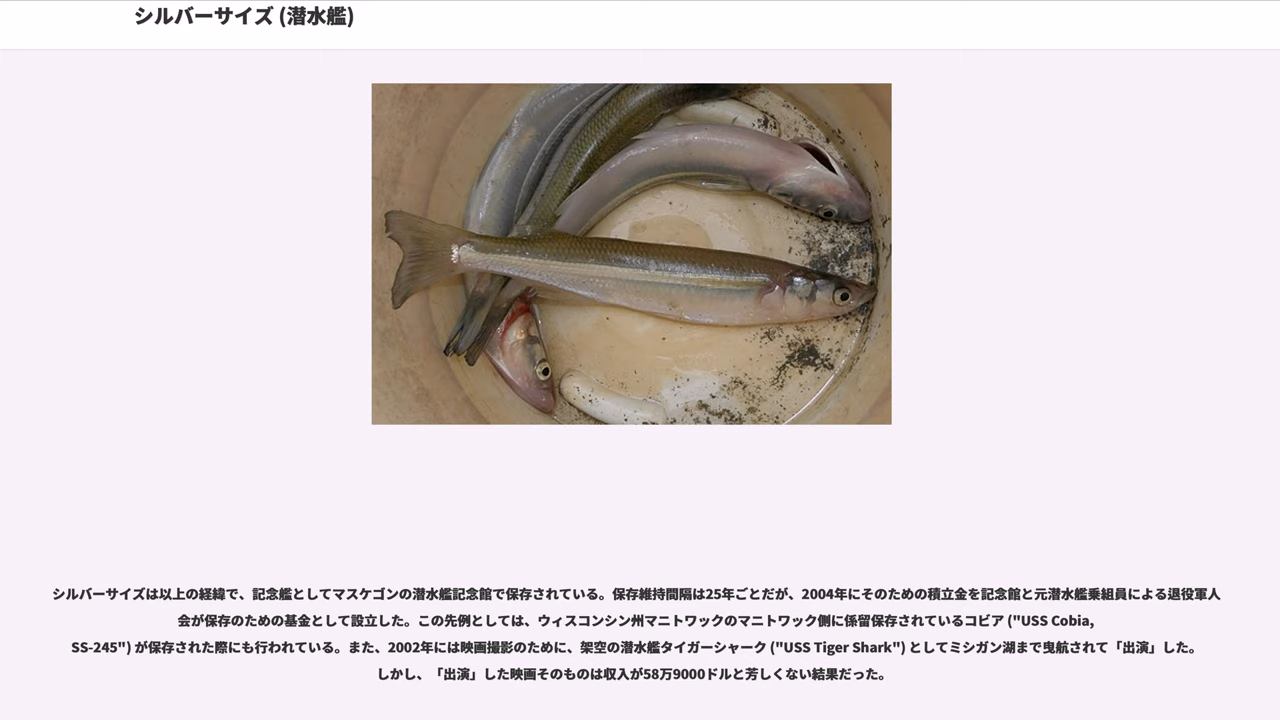 シルバーサイズ (潜水艦)
シルバーサイズは以上の経緯で、記念艦としてマスケゴンの潜水艦記念館で保存されている。保存維持間隔は25年ごとだが、2004年にそのための積立金を記念館と元潜水艦乗組員による退役軍人
会が保存のための基金として設立した。この先例としては、ウィスコンシン州マニトワックのマニトワック側に係留保存されているコビア ("USS Cobia,
SS-245") が保存された際にも行われている。また、2002年には映画撮影のために、架空の潜水艦タイガーシャーク ("USS Tiger Shark") としてミシガン湖まで曳航されて「出演」した。
しかし、「出演」した映画そのものは収入が58万9000ドルと芳しくない結果だった。